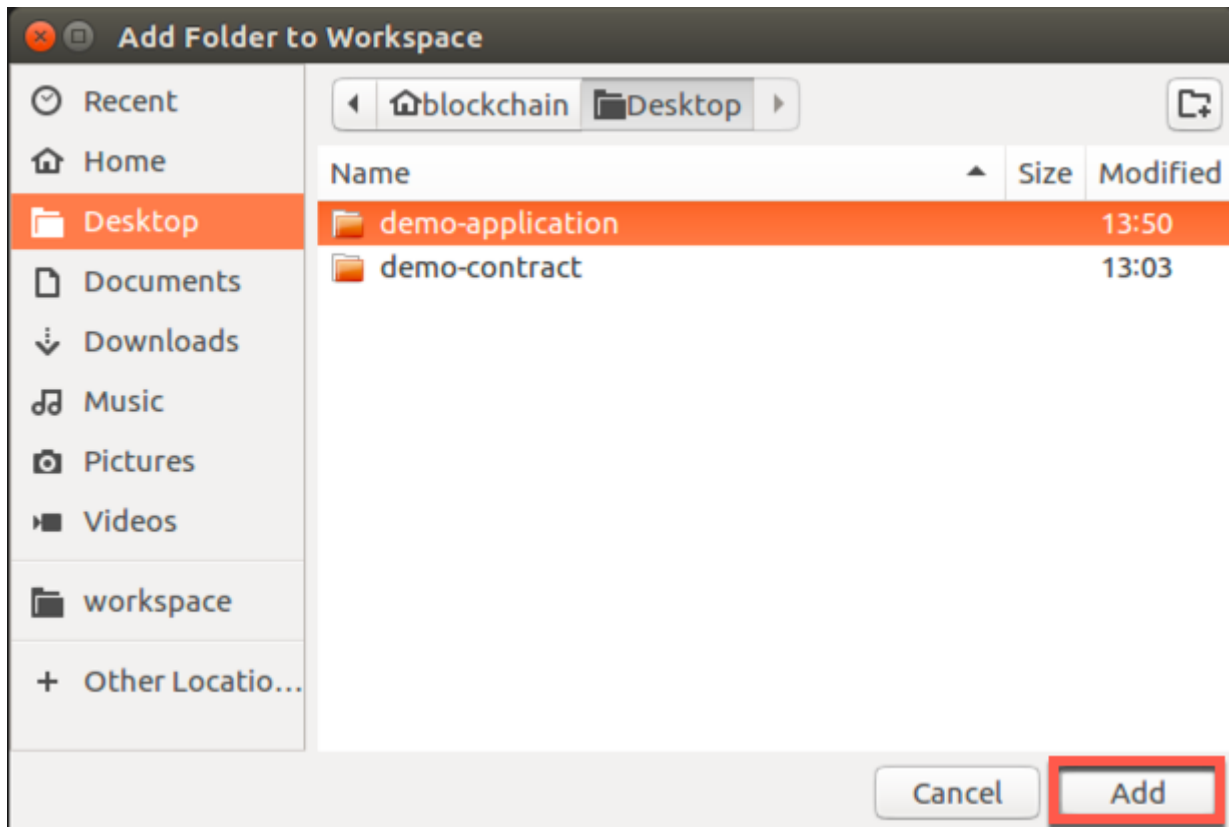 Add Folder to Workspace
Recent
Home
Desktop
Documents
Downloads
Music
Pictures
Videos
workspace
+ Other Locatio...
blockchain Desktop
Name Size Modified
demo-application 13:50
demo-contract 13:03
Cancel Add